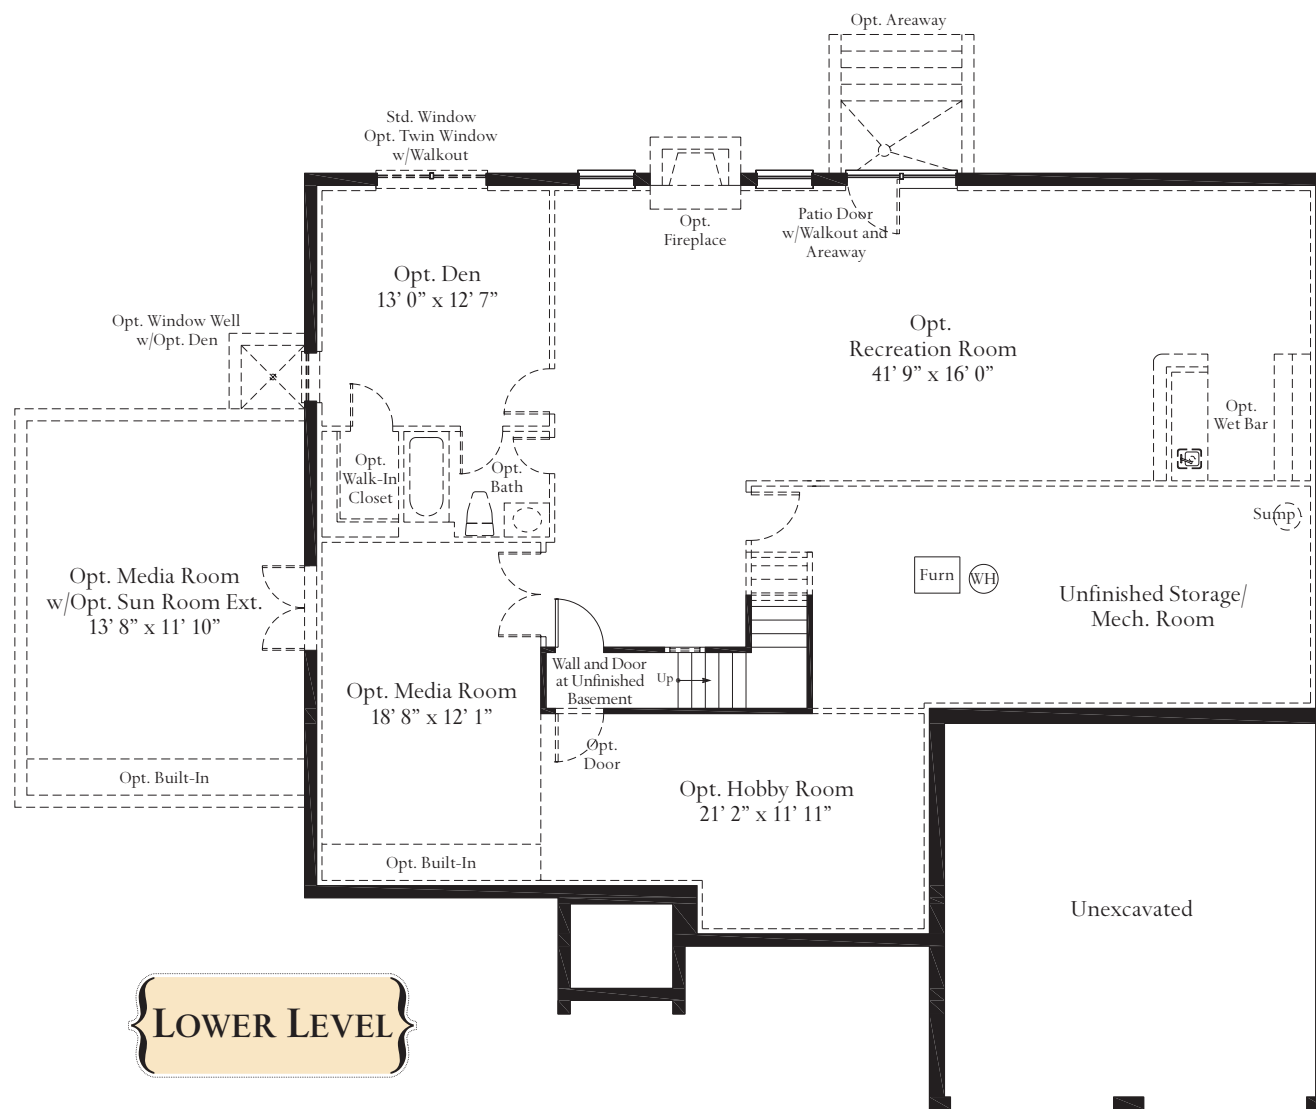 Opt. Areaway
Std. Window
Opt. Twin Window
w/Walkout
Opt.
Fireplace
Patio Door
w/Walkout and
Areaway
Opt. Den
13’ 0” x 12’ 7”
Opt. Window Well
w/Opt. Den
Opt.
Recreation Room
41’ 9” x 16’ 0”
Opt.
Wet Bar
Opt.
Walk-In
Closet
Opt.
Bath
Sump
Opt. Media Room
w/Opt. Sun Room Ext.
13’ 8” x 11’ 10”
Furn
WH
Unfinished Storage/
Mech. Room
Wall and Door
at Unfinished
Basement
Up
Opt. Media Room
18’ 8” x 12’ 1”
Opt.
Door
Opt. Built-In
Opt. Hobby Room
21’ 2” x 11’ 11”
Opt. Built-In
Unexcavated
LOWER LEVEL